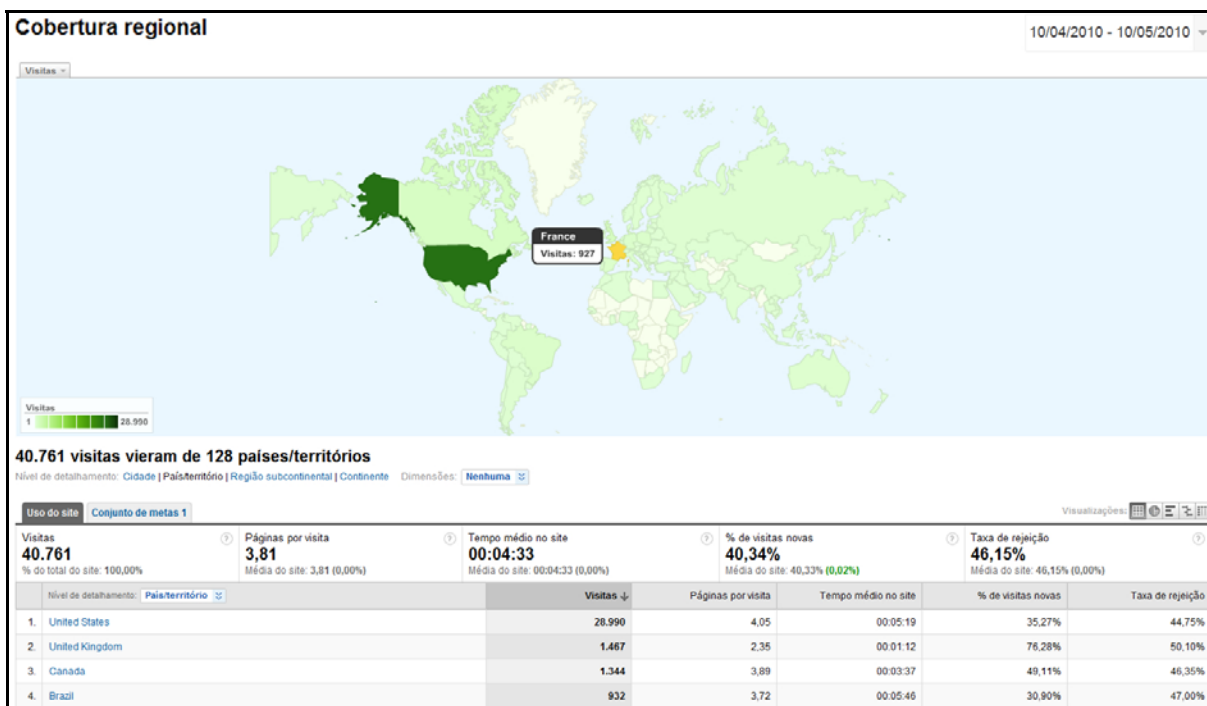 Cobertura regional
10/04/2010 - 10/05/2010
Visitas
France
Visitas: 927
Visitas
1 28.990
40.761 visitas vieram de 128 países/territórios
Nível de detalhamento: Cidade | País/território | Região subcontinental | Continente Dimensões: Nenhuma
Uso do site Conjunto de metas 1 Visualizações:
Visitas Páginas por visita Tempo médio no site % de visitas novas Taxa de rejeição
40.761 3,81 00:04:33 40,34% 46,15%
% do total do site: 100,00% Média do site: 3,81 (0,00%) Média do site: 00:04:33 (0,00%) Média do site: 40,33% (0,02%) Média do site: 46,15% (0,00%)
Nível de detalhamento: País/território Visitas ↓ Páginas por visita Tempo médio no site % de visitas novas Taxa de rejeição
1. United States 28.990 4,05 00:05:19 35,27% 44,75%
2. United Kingdom 1.467 2,35 00:01:12 76,28% 50,10%
3. Canada 1.344 3,89 00:03:37 49,11% 46,35%
4. Brazil 932 3,72 00:05:46 30,90% 47,00%